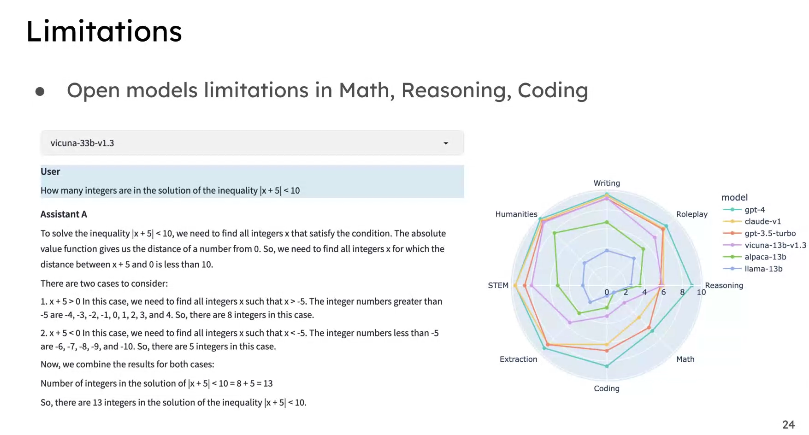 Limitations
● Open models limitations in Math, Reasoning, Coding
vicuna-33b-v1.3
User
How many integers are in the solution of the inequality |x + 5| < 10
Assistant A
To solve the inequality |x + 5| < 10, we need to find all integers x that satisfy the condition. The absolute
value function gives us the distance of a number from 0. So, we need to find all integers x for which the
distance between x + 5 and 0 is less than 10.
There are two cases to consider:
1. x + 5 > 0 In this case, we need to find all integers x such that x > -5. The integer numbers greater than
-5 are -4, -3, -2, -1, 0, 1, 2, 3, and 4. So, there are 8 integers in this case.
2. x + 5 < 0 In this case, we need to find all integers x such that x < -5. The integer numbers less than -5
are -6, -7, -8, -9, and -10. So, there are 5 integers in this case.
Now, we combine the results for both cases:
Number of integers in the solution of |x + 5| < 10 = 8 + 5 = 13
So, there are 13 integers in the solution of the inequality |x + 5| < 10.
Writing
Humanities
Roleplay
STEM
0 2 4 6 8 10
Reasoning
Extraction
Math
Coding
model
gpt-4
claude-v1
gpt-3.5-turbo
vicuna-13b-v1.3
alpaca-13b
llama-13b
24